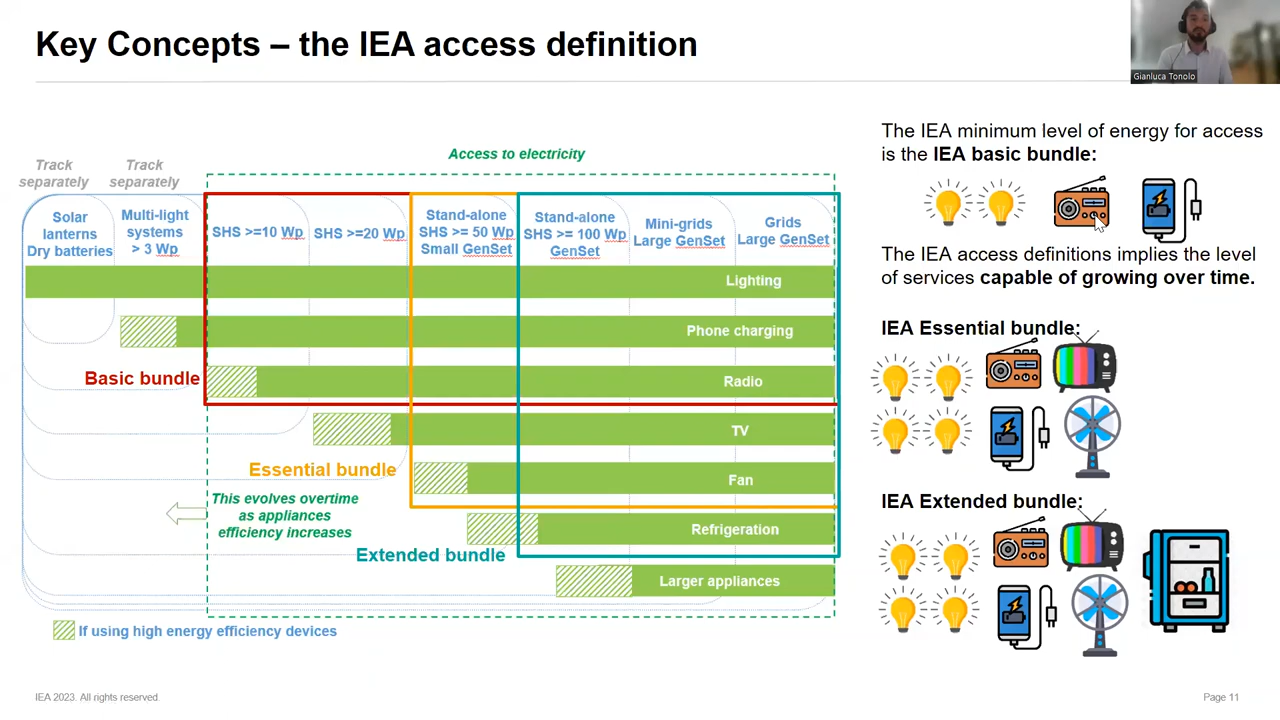 Key Concepts – the IEA access definition
Gianluca Tonolo
Access to electricity
Track
separately
Track
separately
Solar
lanterns
Dry batteries
Multi-light
systems
> 3 Wp
SHS >=10 Wp
SHS >=20 Wp
Stand-alone
SHS >= 50 Wp
Small GenSet
Stand-alone
SHS >= 100 Wp
GenSet
Mini-grids
Large GenSet
Grids
Large GenSet
Lighting
Phone charging
Radio
Basic bundle
TV
Essential bundle
Fan
This evolves overtime
as appliances
efficiency increases
Refrigeration
Extended bundle
Larger appliances
If using high energy efficiency devices
The IEA minimum level of energy for access
is the IEA basic bundle:
The IEA access definitions implies the level
of services capable of growing over time.
IEA Essential bundle:
IEA Extended bundle:
IEA 2023. All rights reserved.
Page 11